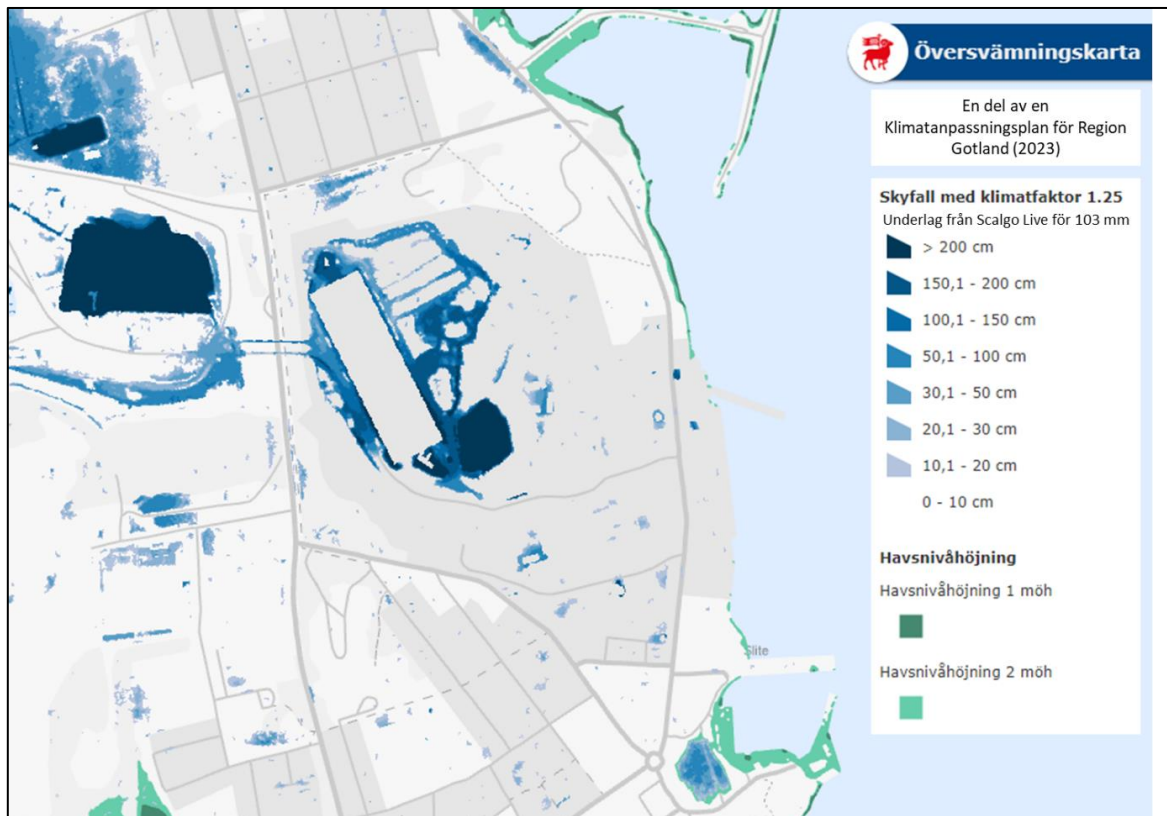 Översvämningskarta
En del av en
Klimatanpassningsplan för Region
Gotland (2023)
Skyfall med klimatfaktor 1.25
Underlag från Scalgo Live för 103 mm
> 200 cm
150,1 - 200 cm
100,1 - 150 cm
50,1 - 100 cm
30,1 - 50 cm
20,1 - 30 cm
10,1 - 20 cm
0 - 10 cm
Havsnivåhöjning
Havsnivåhöjning 1 möh
Havsnivåhöjning 2 möh
Slite